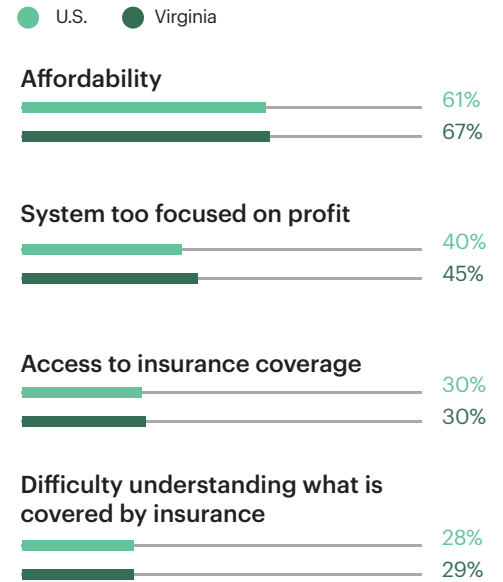 U.S. Virginia
Affordability
61%
67%
System too focused on profit
40%
45%
Access to insurance coverage
30%
30%
Difficulty understanding what is
covered by insurance
28%
29%